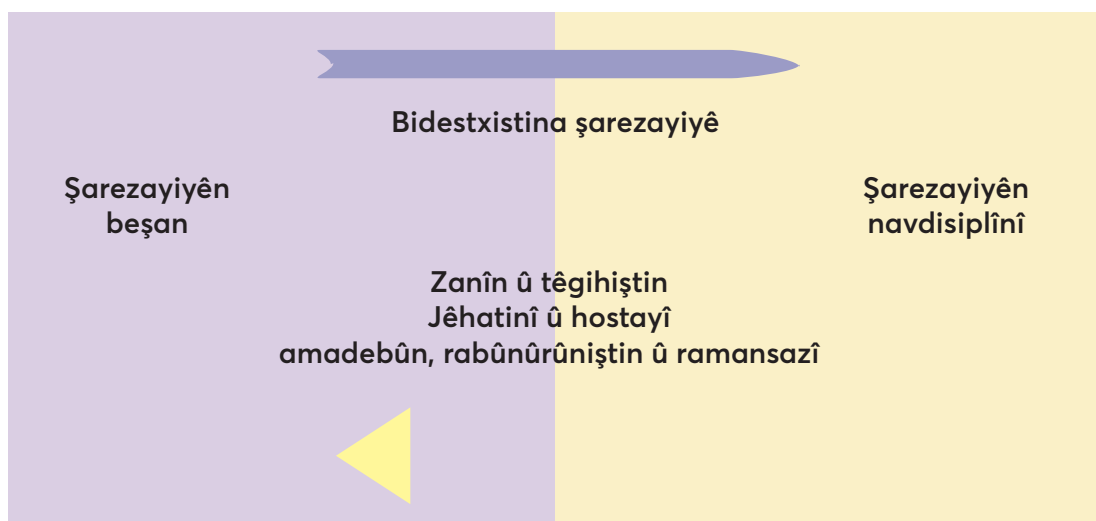 Bidestxistina şarezayiyê
Şarezayiyên
beşan
Şarezayiyên
navdisiplînî
Zanîn û têgihiştin
Jêhatinî û hostayî
amadebûn, rabûnûrûniştin û ramansazî